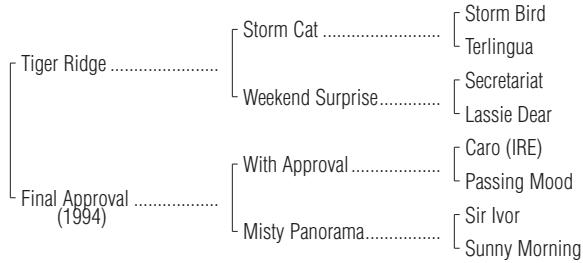 Storm Bird
Storm Cat ..........................
Terlingua
Tiger Ridge ........................
Secretariat
Weekend Surprise.............
Lassie Dear
Caro (IRE)
With Approval ...................
Passing Mood
Final Approval ...................
(1994)
Sir Ivor
Misty Panorama................
Sunny Morning